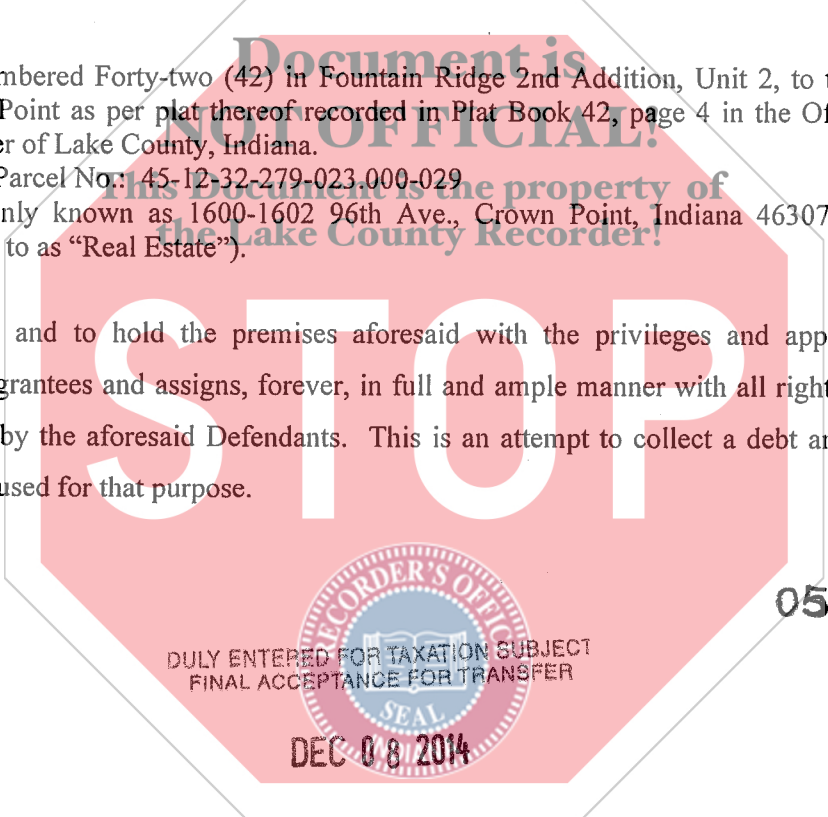 Document is
mbered Forty-two (42) in Fountain Ridge 2nd Addition, Unit 2, to
Point as per plat thereof recorded in Plat Book 42, page 4 in the Of
NOT OFFICIAL!
er of Lake County, Indiana.
Parcel No.: 45-12-32-279-023.000-029
This Document is the property of
nly known as 1600-1602 96th Ave., Crown Point, Indiana 46307
the Lake County Recorder!
to as “Real Estate”).
and to hold the premises aforesaid with the privileges and app
grantees and assigns, forever, in full and ample manner with all right
STOP
by the aforesaid Defendants. This is an attempt to collect a debt an
used for that purpose.
RECORDER'S OFFIC
05
DULY ENTERED FOR TAXATION SUBJECT
FINAL ACCEPTANCE FOR TRANSFER
SEAL
DEC 08 2014